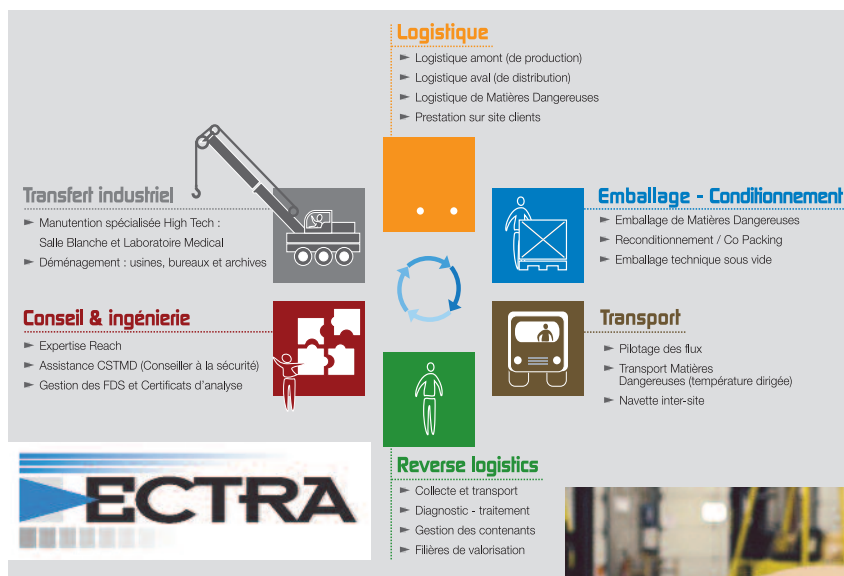 Logistique
► Logistique amont (de production)
► Logistique aval (de distribution)
► Logistique de Matières Dangereuses
► Prestation sur site clients
Transfert industriel
► Manutention spécialisée High Tech :
Salle Blanche et Laboratoire Medical
► Déménagement : usines, bureaux et archives
Emballage - Conditionnement
► Emballage de Matières Dangereuses
► Reconditionnement / Co Packing
► Emballage technique sous vide
Conseil & ingénierie
► Expertise Reach
► Assistance CSTMD (Conseiller à la sécurité)
► Gestion des FDS et Certificats d'analyse
Transport
► Pilotage des flux
► Transport Matières
Dangereuses (température dirigée)
► Navette inter-site
Reverse logistics
► Collecte et transport
► Diagnostic - traitement
► Gestion des contenants
► Filières de valorisation
ECTRA